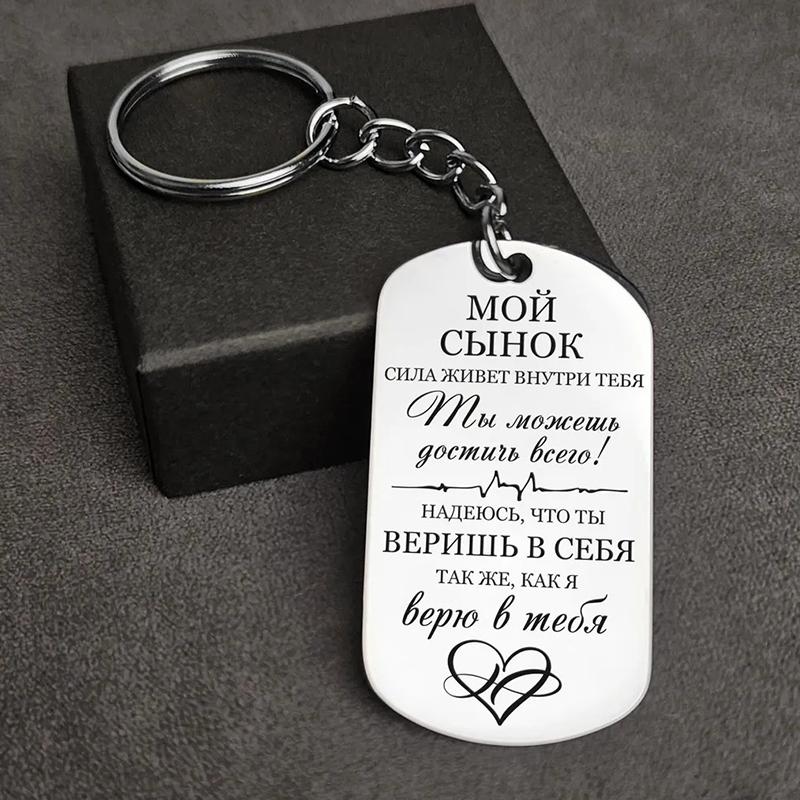 МОЙ
СЫНОК
СИЛА ЖИВЕТ ВНУТРИ ТЕБЯ
Ты можешь
достичь всего!
НАДЕЮСЬ, ЧТО ТЫ
ВЕРИШЬ В СЕБЯ
ТАК ЖЕ, КАК Я
верю в тебя